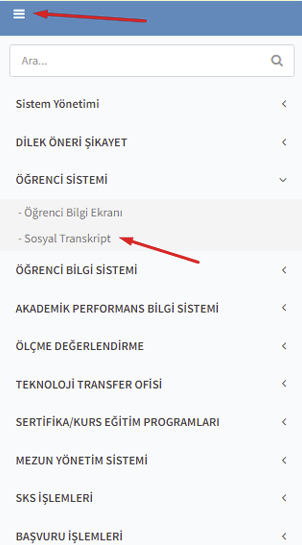 Ara...
Sistem Yönetimi
DİLEK ÖNERİ ŞİKAYET
ÖĞRENCİ SİSTEMİ
- Öğrenci Bilgi Ekranı
- Sosyal Transkript
ÖĞRENCİ BİLGİ SİSTEMİ
AKADEMİK PERFORMANS BİLGİ SİSTEMİ
ÖLÇME DEĞERLENDİRME
TEKNOLOJİ TRANSFER OFİSİ
SERTİFİKA/KURS EĞİTİM PROGRAMLARI
MEZUN YÖNETİM SİSTEMİ
SKS İŞLEMLERİ
BAŞVURU İŞLEMLERİ